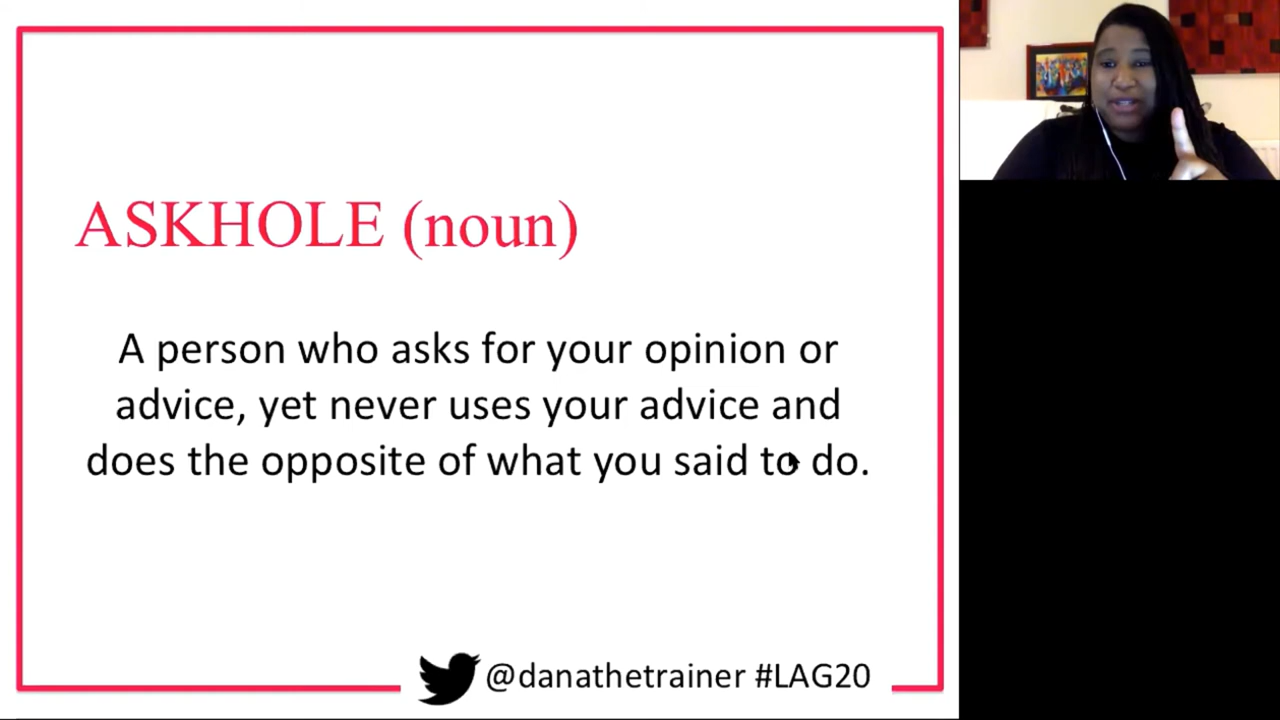 ASKHOLE (noun)
A person who asks for your opinion or
advice, yet never uses your advice and
does the opposite of what you said to do.
@danathetrainer #LAG20